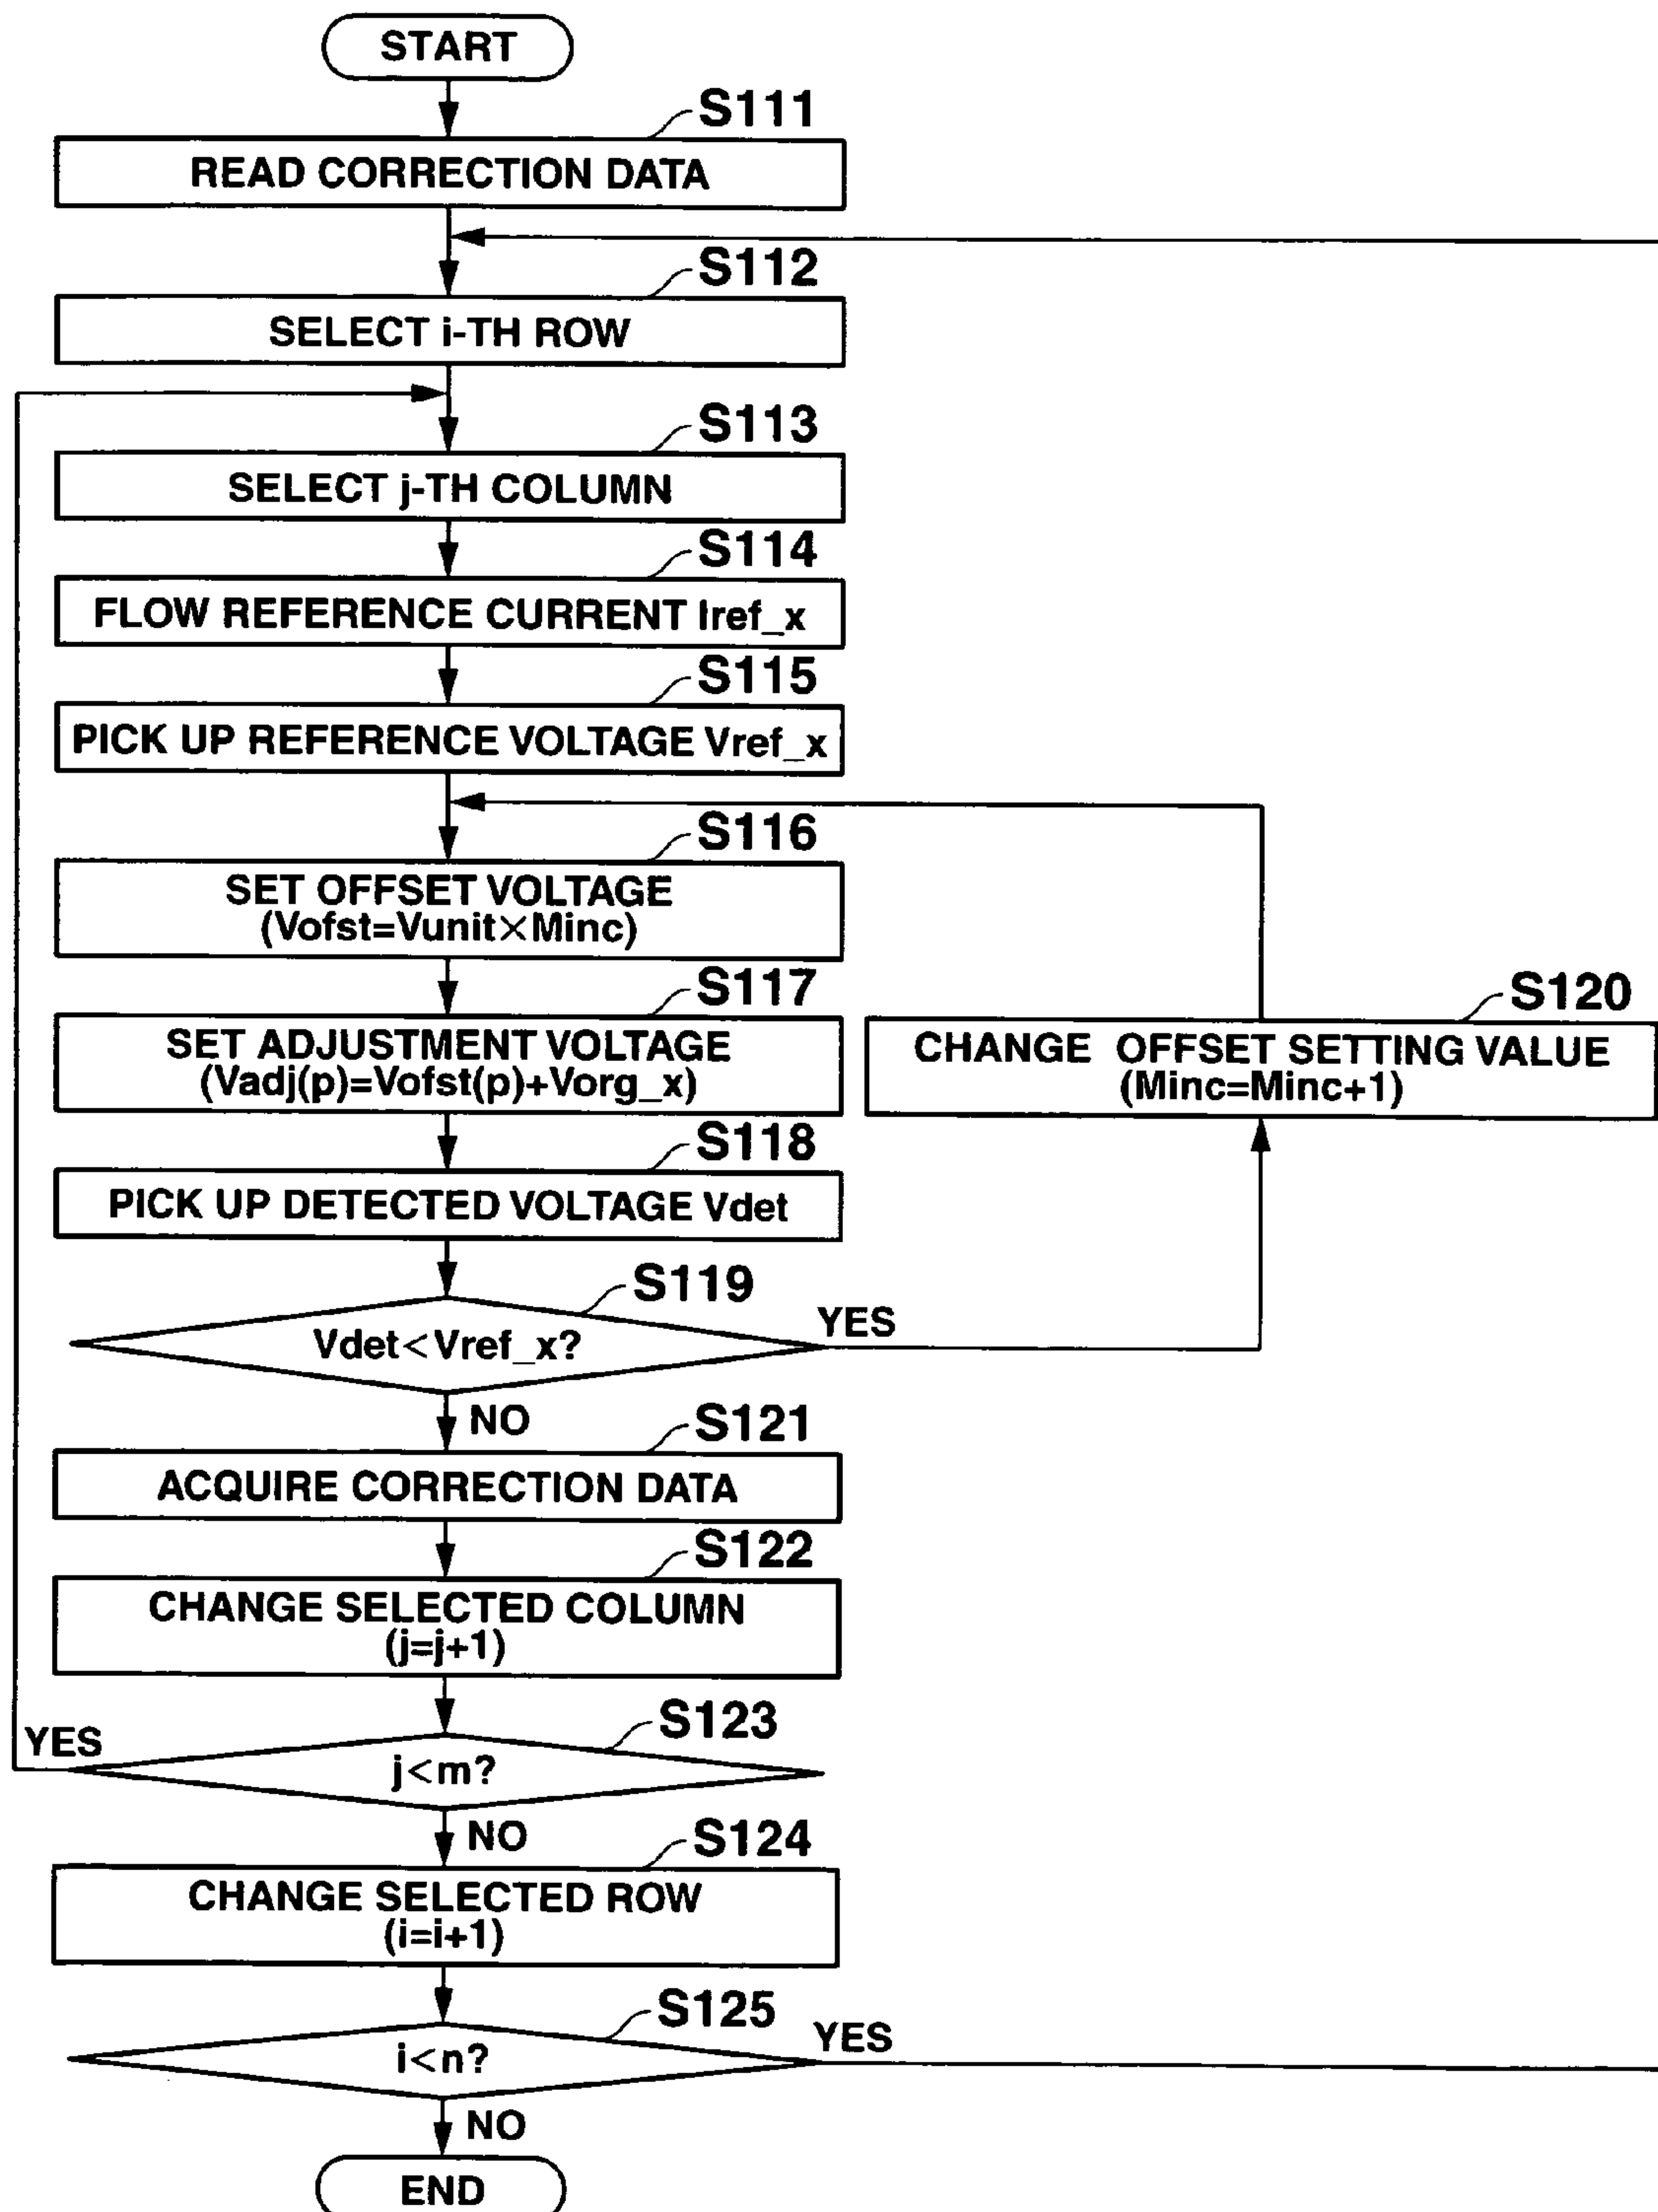 START
S111
READ CORRECTION DATA
S112
SELECT i-TH ROW
S113
SELECT j-TH COLUMN
S114
FLOW REFERENCE CURRENT Iref_x
S115
PICK UP REFERENCE VOLTAGE Vref_x
S116
SET OFFSET VOLTAGE
(Vofst=Vunit×Minc)
S117
SET ADJUSTMENT VOLTAGE
(Vadj(p)=Vofst(p)+Vorg_x)
S120
CHANGE OFFSET SETTING VALUE
(Minc=Minc+1)
S118
PICK UP DETECTED VOLTAGE Vdet
S119
Vdet<Vref_x?
YES
NO
S121
ACQUIRE CORRECTION DATA
S122
CHANGE SELECTED COLUMN
(j=j+1)
S123
YES
j<m?
NO
S124
CHANGE SELECTED ROW
(i=i+1)
S125
YES
i<n?
NO
END